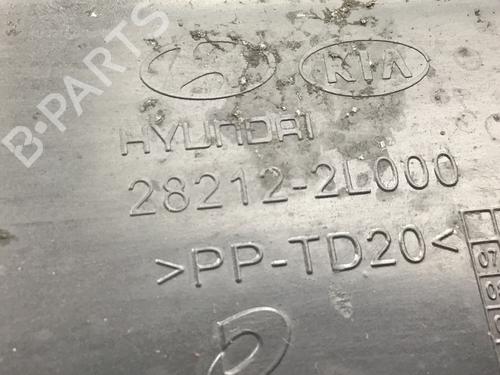 KIA
HYUNDAI
28212-2L000
>PP-TD20<
B-PARTS